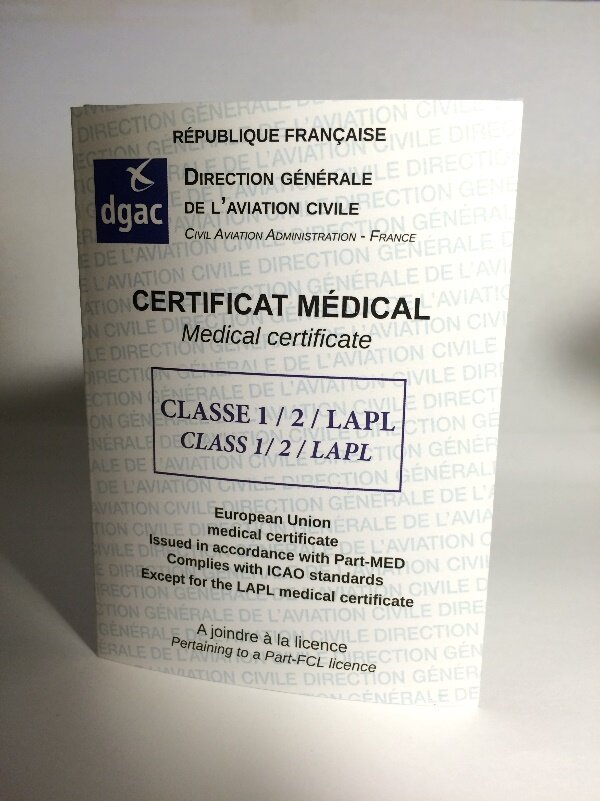 RÉPUBLIQUE FRANÇAISE
dgac
DIRECTION GÉNÉRALE
DE L'AVIATION CIVILE
CIVIL AVIATION ADMINISTRATION - FRANCE
CERTIFICAT MÉDICAL
Medical certificate
CLASSE 1 / 2 / LAPL
CLASS 1/ 2 / LAPL
European Union
medical certificate
Issued in accordance with Part-MED
Complies with ICAO standards
Except for the LAPL medical certificate
A joindre à la licence
Pertaining to a Part-FCL licence